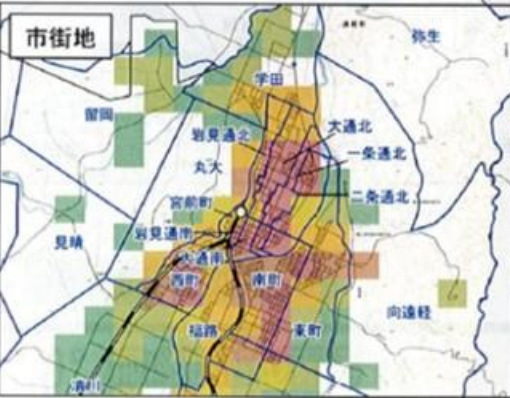 市街地
弥生
学田
留岡
大通北
岩見通北
一条通北
丸大
二条通北
宮前町
岩見通南
見晴
大通南
西町
南町
向遠軽
福路
東町
清川